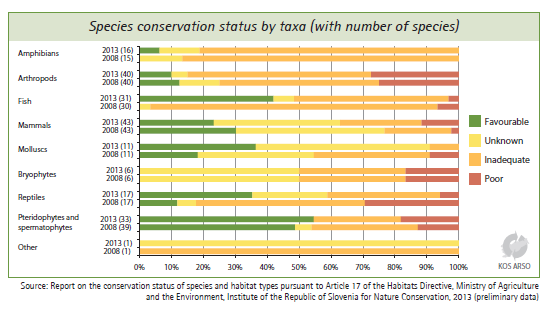 Species conservation status by taxa (with number of species)
Amphibians
2013 (16)
2008 (15)
Arthropods
2013 (40)
2008 (40)
Fish
2013 (31)
2008 (30)
Mammals
2013 (43)
2008 (43)
Molluscs
2013 (11)
2008 (11)
Bryophytes
2013 (6)
2008 (6)
Reptiles
2013 (17)
2008 (17)
Pteridophytes and
spermatophytes
2013 (33)
2008 (39)
Other
2013 (1)
2008 (1)
0% 10% 20% 30% 40% 50% 60% 70% 80% 90% 100%
Favourable
Unknown
Inadequate
Poor
KOS ARSO
Source: Report on the conservation status of species and habitat types pursuant to Article 17 of the Habitats Directive, Ministry of Agriculture
and the Environment, Institute of the Republic of Slovenia for Nature Conservation, 2013 (preliminary data)